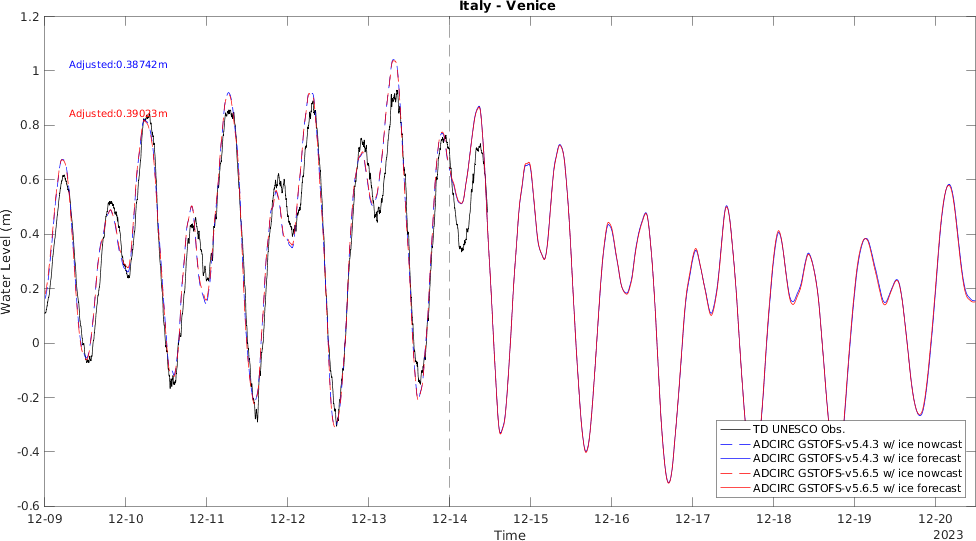 Italy - Venice
1.2
1
0.8
0.6
0.4
0.2
0
-0.2
-0.4
-0.6
Water Level (m)
Adjusted:0.38742m
Adjusted:0.39023m
TD UNESCO Obs.
ADCIRC GSTOFS-v5.4.3 w/ ice nowcast
ADCIRC GSTOFS-v5.4.3 w/ ice forecast
ADCIRC GSTOFS-v5.6.5 w/ ice nowcast
ADCIRC GSTOFS-v5.6.5 w/ ice forecast
12-09 12-10 12-11 12-12 12-13 12-14 12-15 12-16 12-17 12-18 12-19 12-20
Time
2023